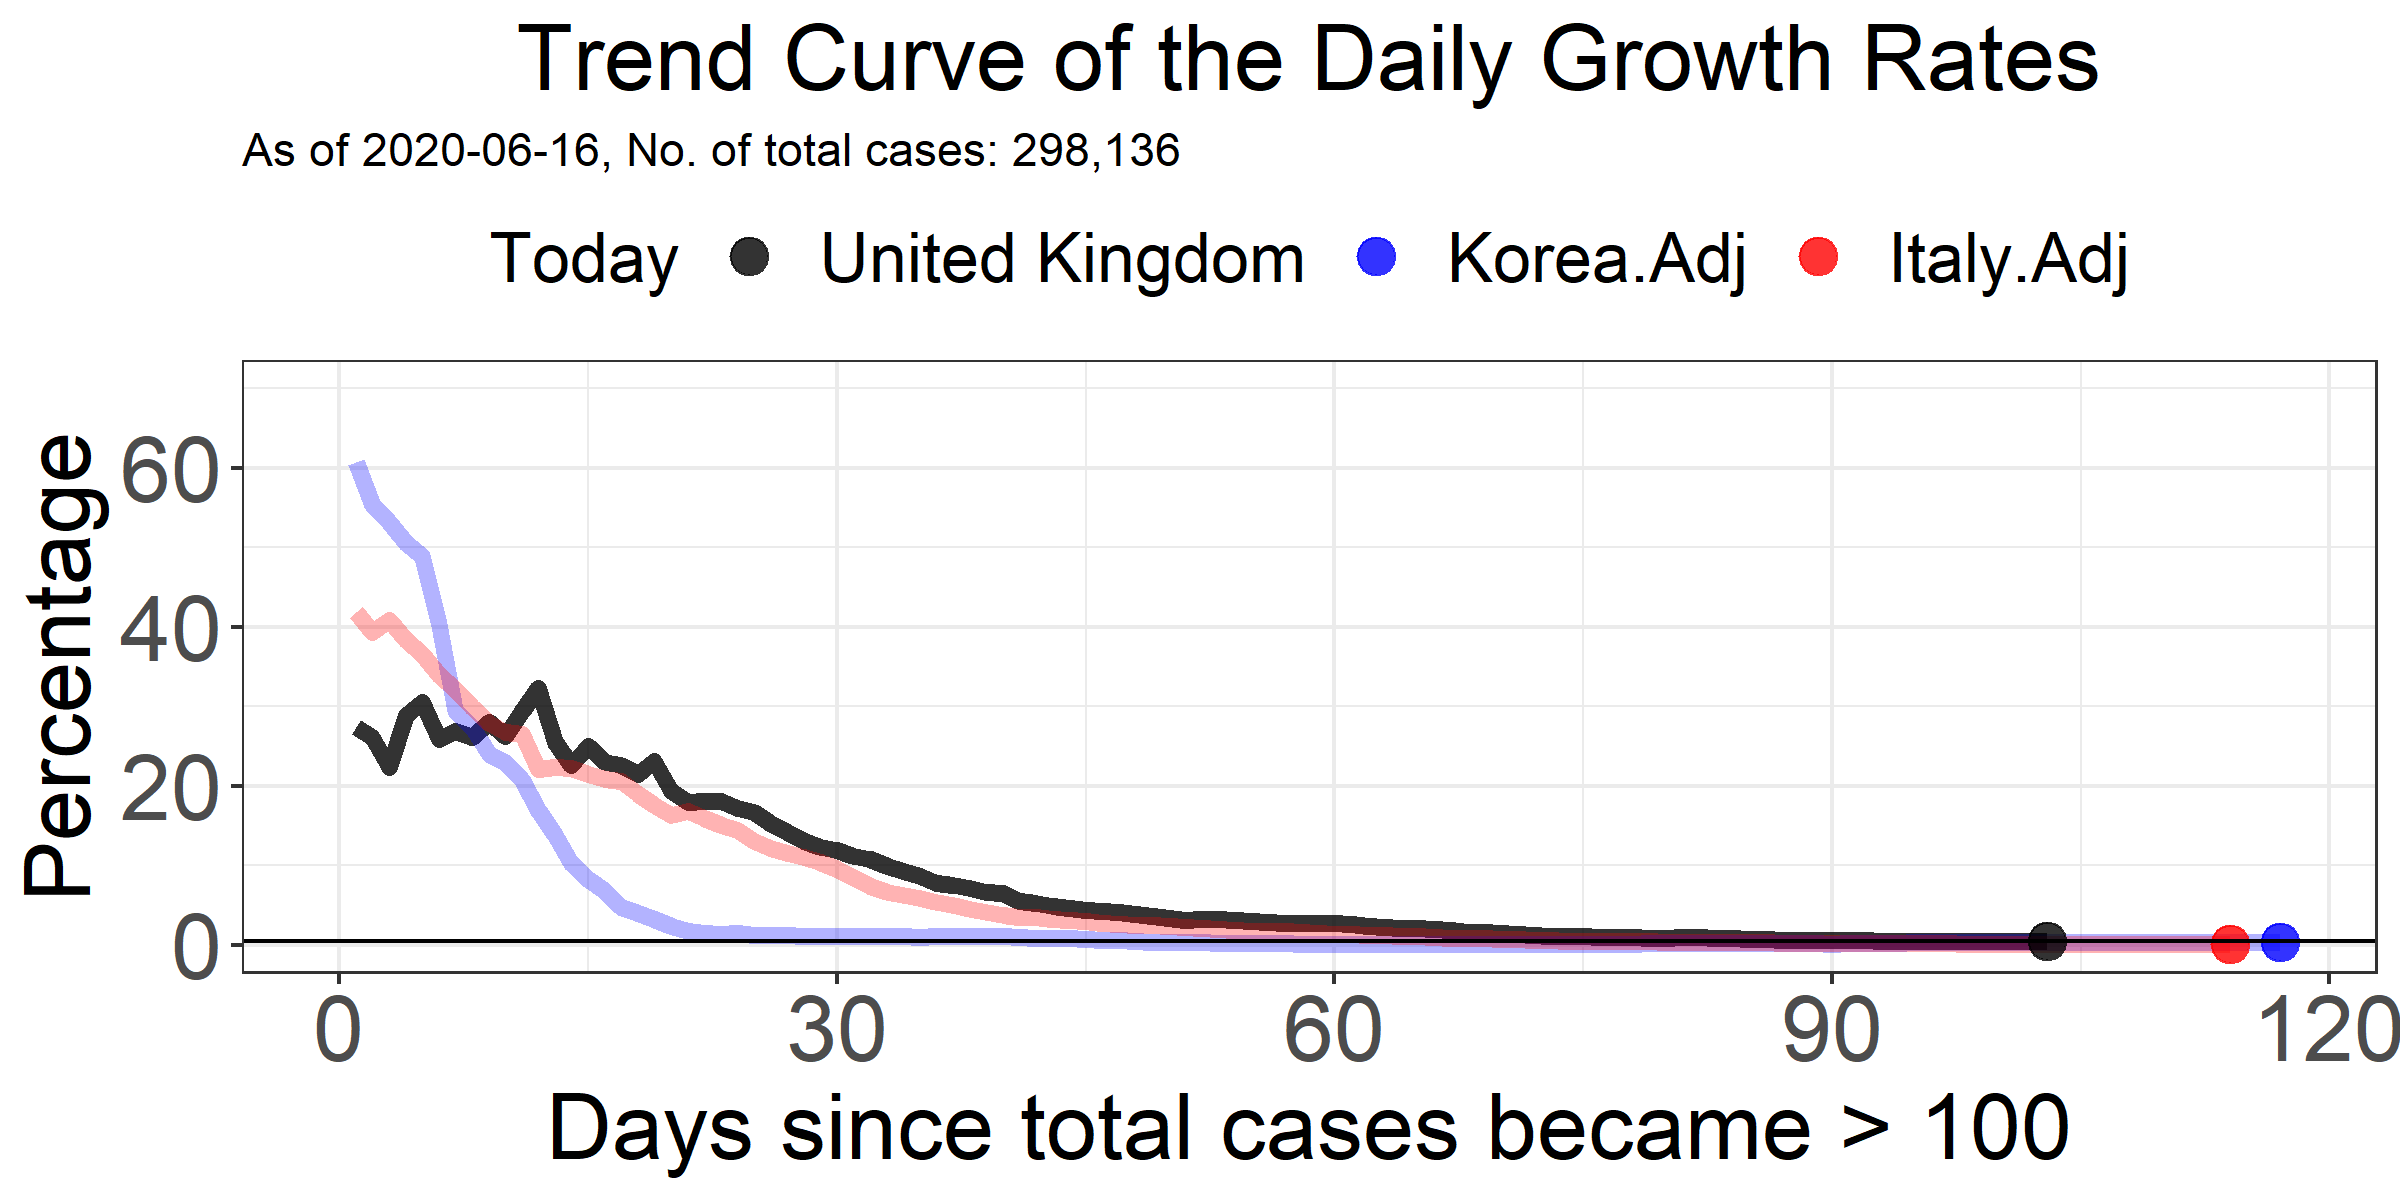 Trend Curve of the Daily Growth Rates
As of 2020-06-16, No. of total cases: 298,136
Today United Kingdom Korea.Adj Italy.Adj
Percentage
60
40
20
0
0 30 60 90 120
Days since total cases became > 100